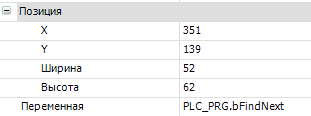 Позиция
X 351
Y 139
Ширина 52
Высота 62
Переменная PLC_PRG.bFindNext